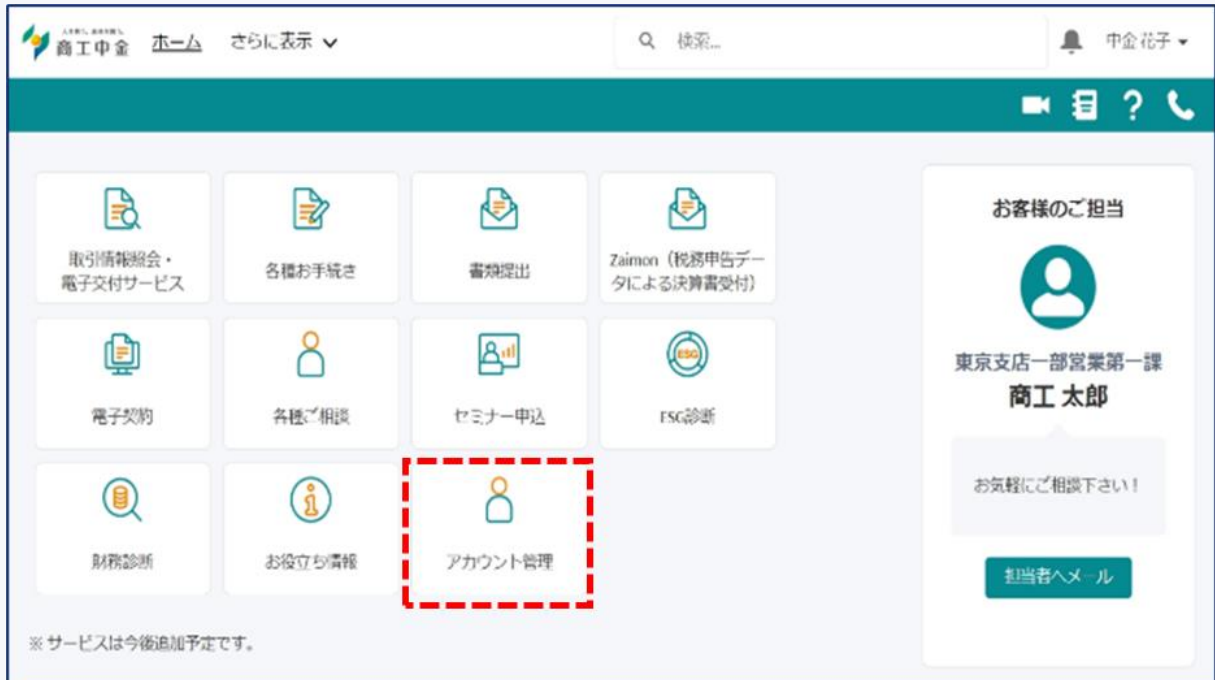 商工中金
ホーム
さらに表示
検索...
中金花子
取引情報照会・
電子交付サービス
各種お手続き
書類提出
Zaimon（税務申告デー
タによる決算書受付）
電子契約
各種ご相談
セミナー申込
ESG
ESG診断
財務診断
お役立ち情報
アカウント管理
※ サービスは今後追加予定です。
お客様のご担当
東京支店一部営業第一課
商工 太郎
お気軽にご相談下さい！
担当者へメール